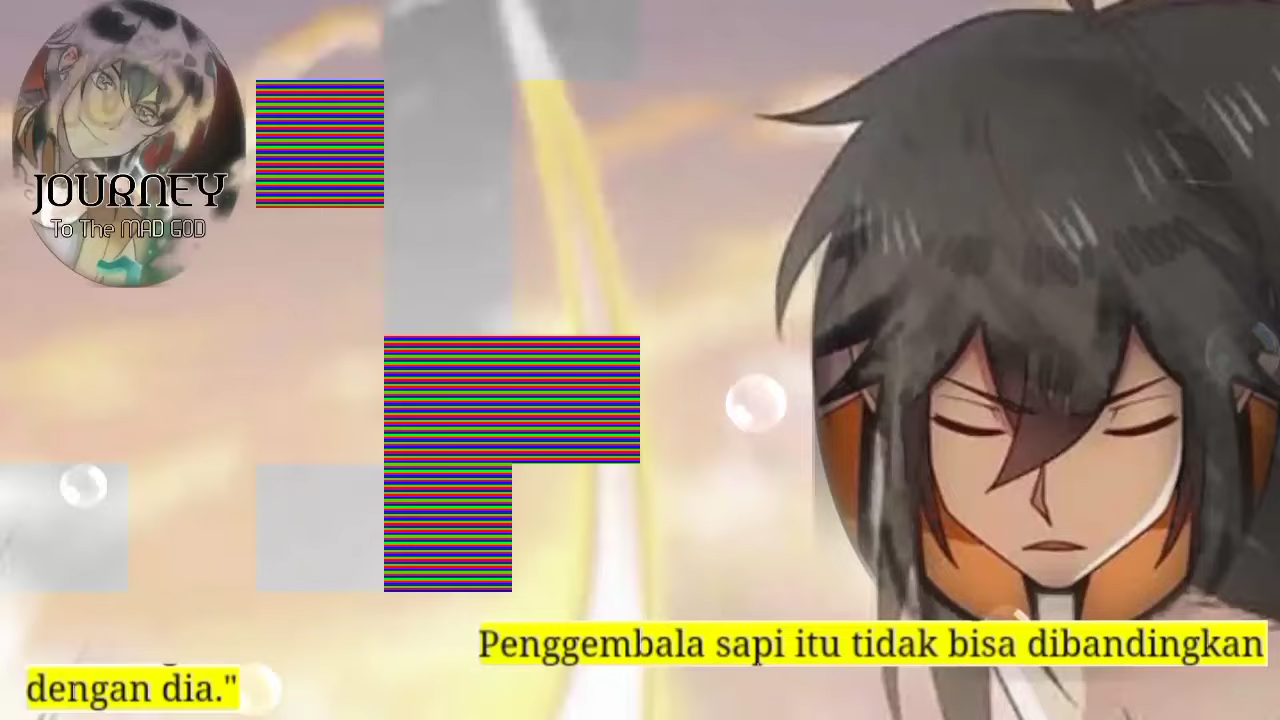 JOURNEY
To The MAD GOD
Penggembala sapi itu tidak bisa dibandingkan
dengan dia."